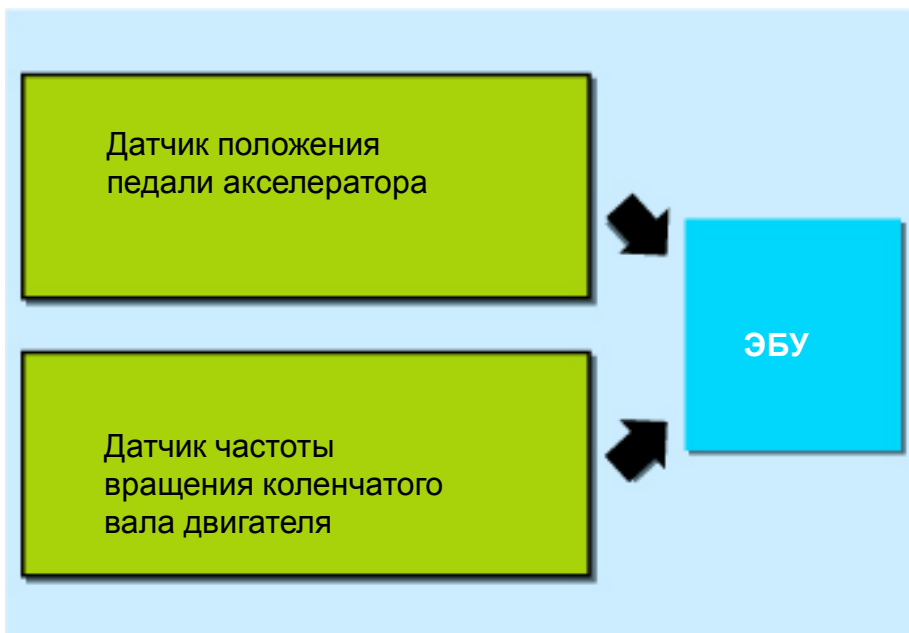 Датчик положения
педали акселератора
ЭБУ
Датчик частоты
вращения коленчатого
вала двигателя